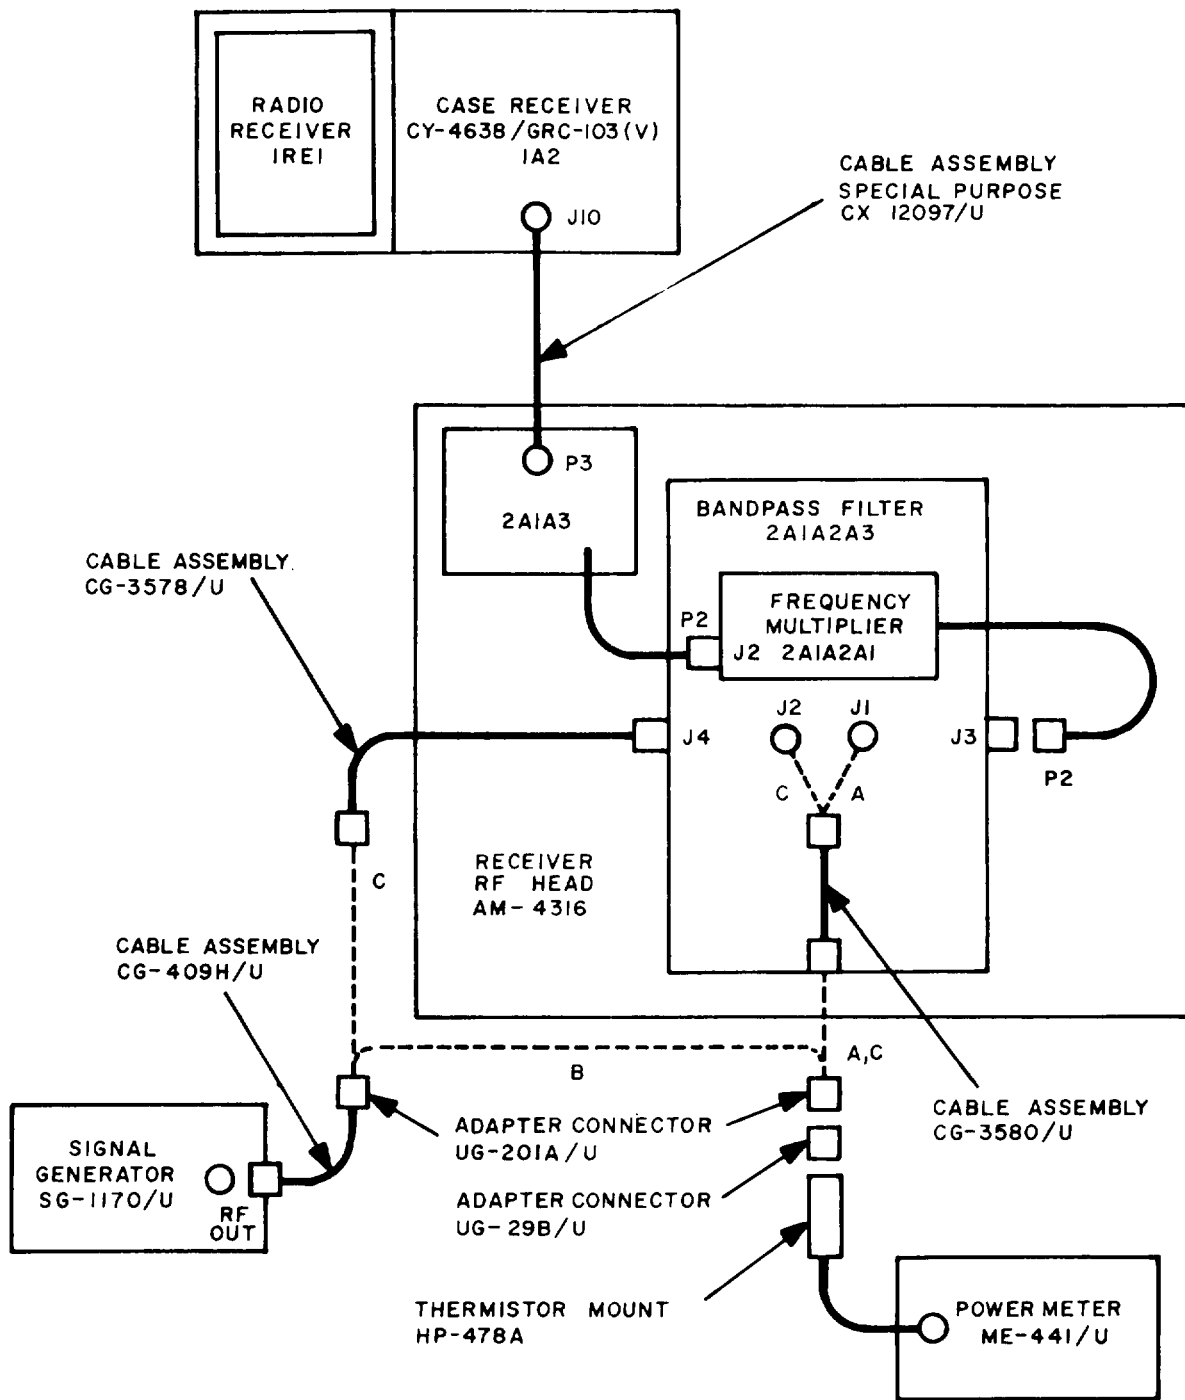 RADIO
RECEIVER
1RE1
CASE RECEIVER
CY-4638/GRC-103(V)
1A2
J10
CABLE ASSEMBLY
SPECIAL PURPOSE
CX 12097/U
P3
2A1A3
BANDPASS FILTER
2A1A2A3
CABLE ASSEMBLY.
CG-3578/U
FREQUENCY
MULTIPLIER
P2
J2 2A1A2A1
J2
J1
J4
J3
P2
C
A
RECEIVER
RF HEAD
AM-4316
C
CABLE ASSEMBLY
CG-409H/U
A,C
B
CABLE ASSEMBLY
CG-3580/U
ADAPTER CONNECTOR
UG-201A/U
SIGNAL
GENERATOR
SG-1170/U
RF
OUT
ADAPTER CONNECTOR
UG-29B/U
THERMISTOR MOUNT
HP-478A
POWER METER
ME-441/U